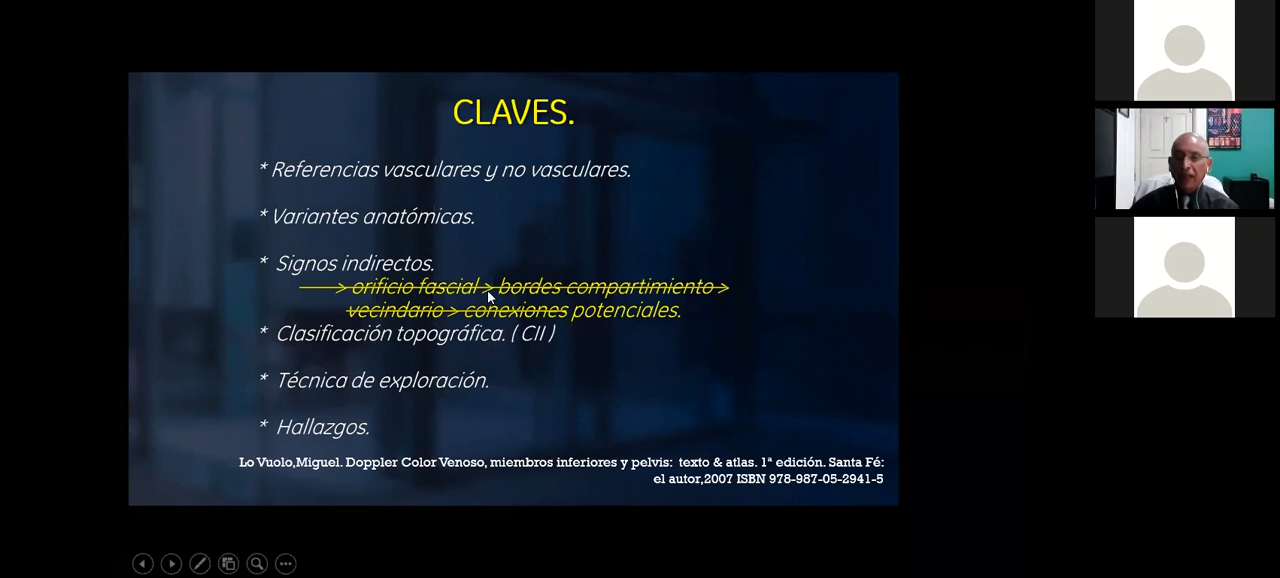 CLAVES.
* Referencias vasculares y no vasculares.
* Variantes anatómicas.
* Signos indirectos.
> orificio fascial > bordes compartimiento >
vecindario > conexiones potenciales.
* Clasificación topográfica. ( CII )
* Técnica de exploración.
* Hallazgos.
Lo Vuolo,Miguel. Doppler Color Venoso, miembros inferiores y pelvis: texto & atlas. 1ª edición. Santa Fé:
el autor,2007 ISBN 978-987-05-2941-5